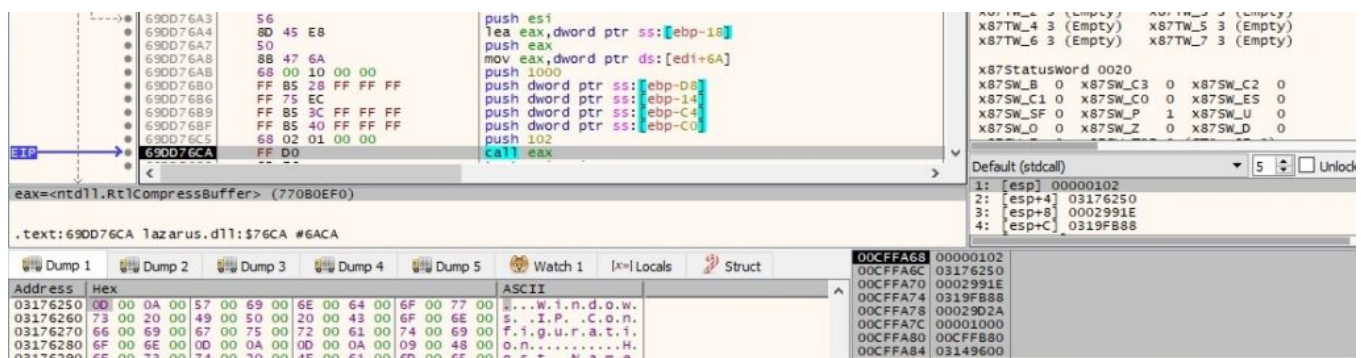 69DD76A3 56 push esi
69DD76A4 8D 45 E8 lea eax,dword ptr ss:[ebp-18]
69DD76A7 50 push eax
69DD76A8 8B 47 6A mov eax,dword ptr ds:[edi+6A]
69DD76AB 68 00 10 00 00 push 1000
69DD76B0 FF B5 28 FF FF FF push dword ptr ss:[ebp-D8]
69DD76B6 FF 75 EC push dword ptr ss:[ebp-14]
69DD76B9 FF B5 3C FF FF FF push dword ptr ss:[ebp-C4]
69DD76BF FF B5 40 FF FF FF push dword ptr ss:[ebp-C0]
69DD76C5 68 02 01 00 00 push 102
EIP 69DD76CA FF D0 call eax
eax=<ntdll.RtlCompressBuffer> (770B0EF0)
.text:69DD76CA lazarus.dll:$76CA #6ACA
x87TW_4 3 (Empty) x87TW_5 3 (Empty)
x87TW_6 3 (Empty) x87TW_7 3 (Empty)
x87StatusWord 0020
x87SW_B 0 x87SW_C3 0 x87SW_C2 0
x87SW_C1 0 x87SW_C0 0 x87SW_ES 0
x87SW_SF 0 x87SW_P 1 x87SW_U 0
x87SW_O 0 x87SW_Z 0 x87SW_D 0
Default (stdcall) 5 Unlock
1: [esp] 00000102
2: [esp+4] 03176250
3: [esp+8] 0002991E
4: [esp+C] 0319FB88
Dump 1 Dump 2 Dump 3 Dump 4 Dump 5 Watch 1 [x=] Locals Struct
Address Hex ASCII
03176250 0D 00 0A 00 57 00 69 00 6E 00 64 00 6F 00 77 00 ....W.i.n.d.o.w.
03176260 73 00 20 00 49 00 50 00 20 00 43 00 6F 00 6E 00 s. .I.P. .C.o.n.
03176270 66 00 69 00 67 00 75 00 72 00 61 00 74 00 69 00 f.i.g.u.r.a.t.i.
03176280 6F 00 6E 00 0D 00 0A 00 0D 00 0A 00 09 00 48 00 o.n...........H.
00CFFA68 00000102
00CFFA6C 03176250
00CFFA70 0002991E
00CFFA74 0319FB88
00CFFA78 00029D2A
00CFFA7C 00001000
00CFFA80 00CFFB80
00CFFA84 03149600